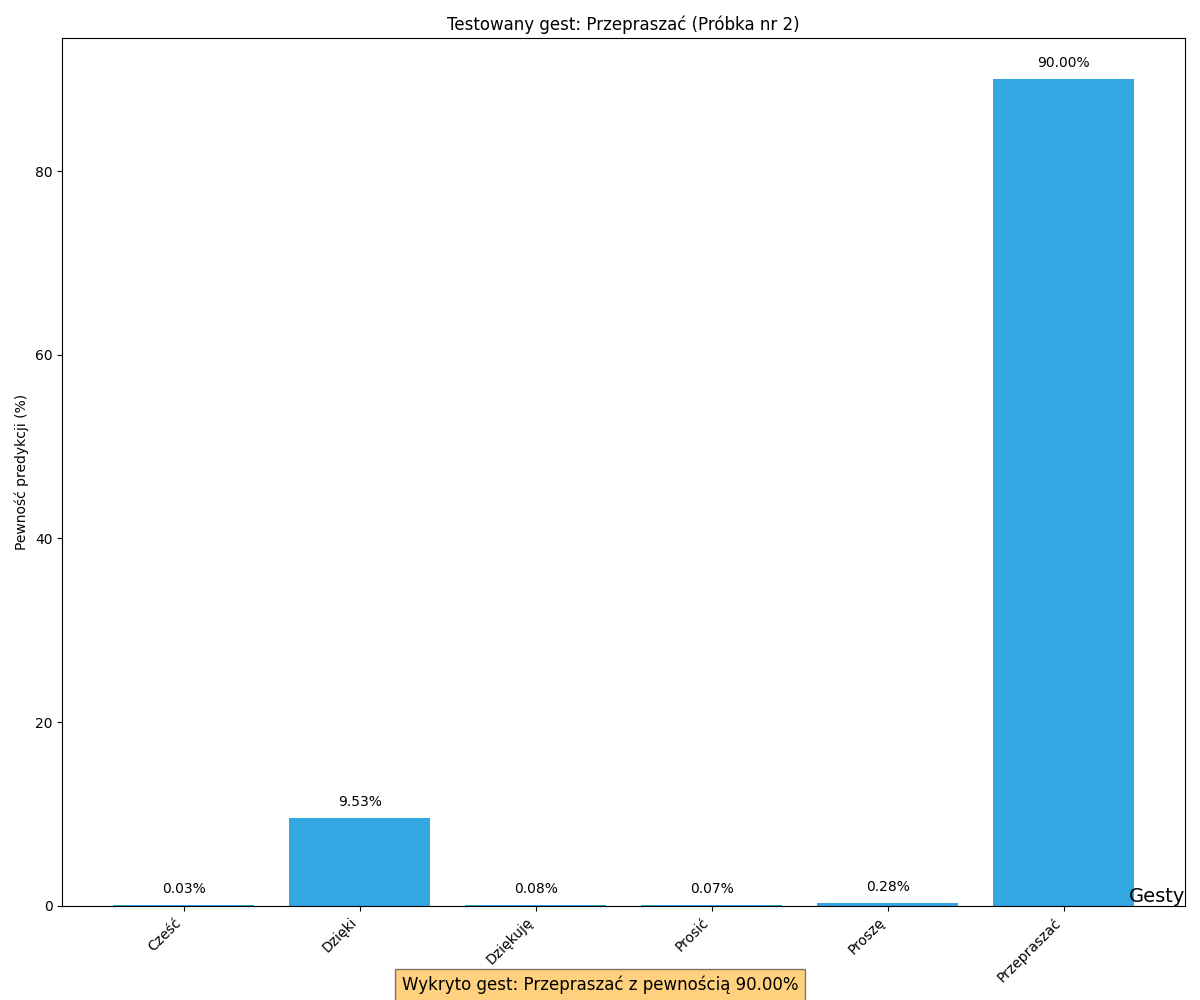 Testowany gest: Przepraszać (Próbka nr 2)
90.00%
80
60
Pewność predykcji (%)
40
20
9.53%
0.03%
0.08%
0.07%
0.28%
0
Gesty
Cześć
Dzięki
Dziękuję
Prosić
Proszę
Przepraszać
Wykryto gest: Przepraszać z pewnością 90.00%